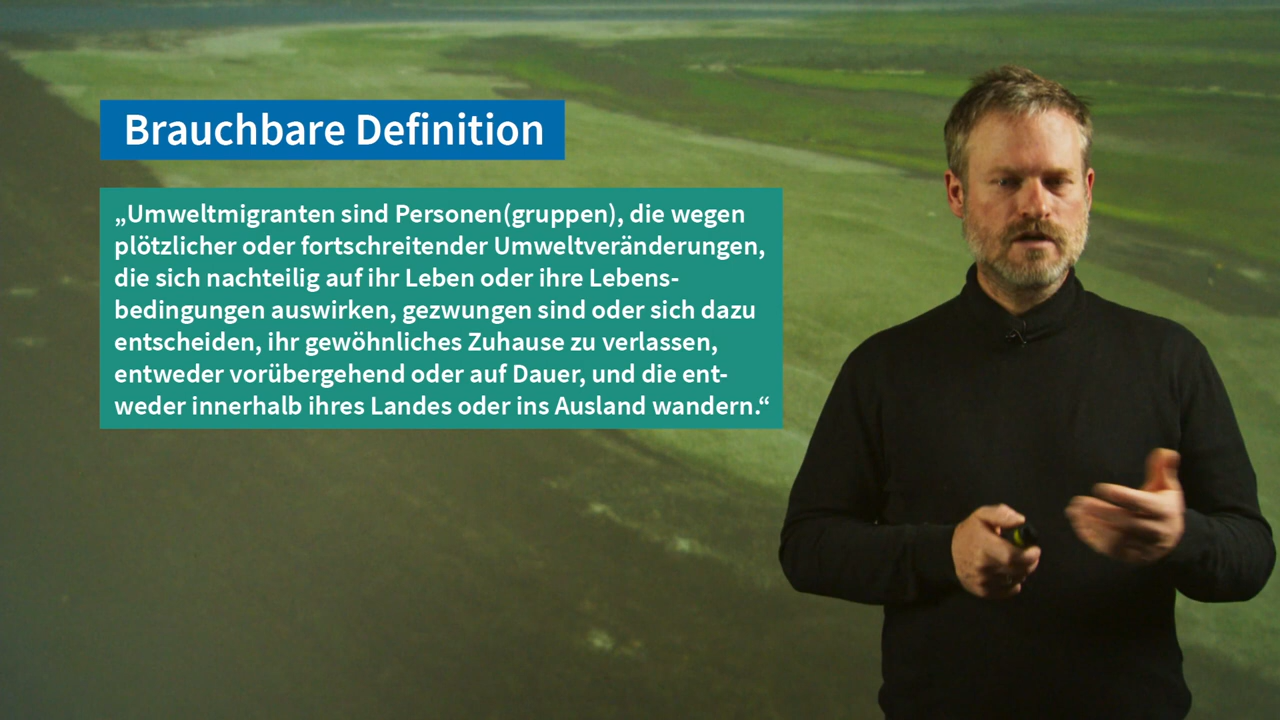 Brauchbare Definition
„Umweltmigranten sind Personen(gruppen), die wegen
plötzlicher oder fortschreitender Umweltveränderungen,
die sich nachteilig auf ihr Leben oder ihre Lebens-
bedingungen auswirken, gezwungen sind oder sich dazu
entscheiden, ihr gewöhnliches Zuhause zu verlassen,
entweder vorübergehend oder auf Dauer, und die ent-
weder innerhalb ihres Landes oder ins Ausland wandern.“